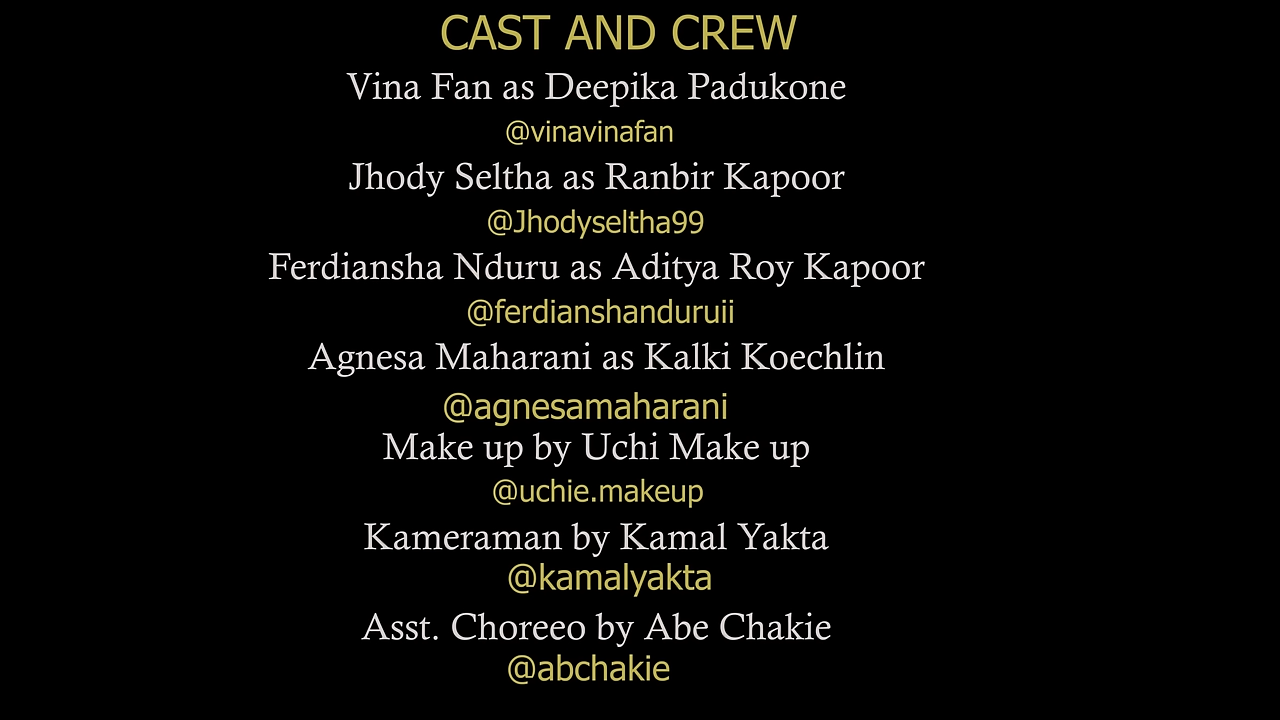 CAST AND CREW
Vina Fan as Deepika Padukone
@vinavinafan
Jhody Seltha as Ranbir Kapoor
@Jhodyseltha99
Ferdiansha Nduru as Aditya Roy Kapoor
@ferdianshanduruii
Agnesa Maharani as Kalki Koechlin
@agnesamaharani
Make up by Uchi Make up
@uchie.makeup
Kameraman by Kamal Yakta
@kamalyakta
Asst. Choreeo by Abe Chakie
@abchakie